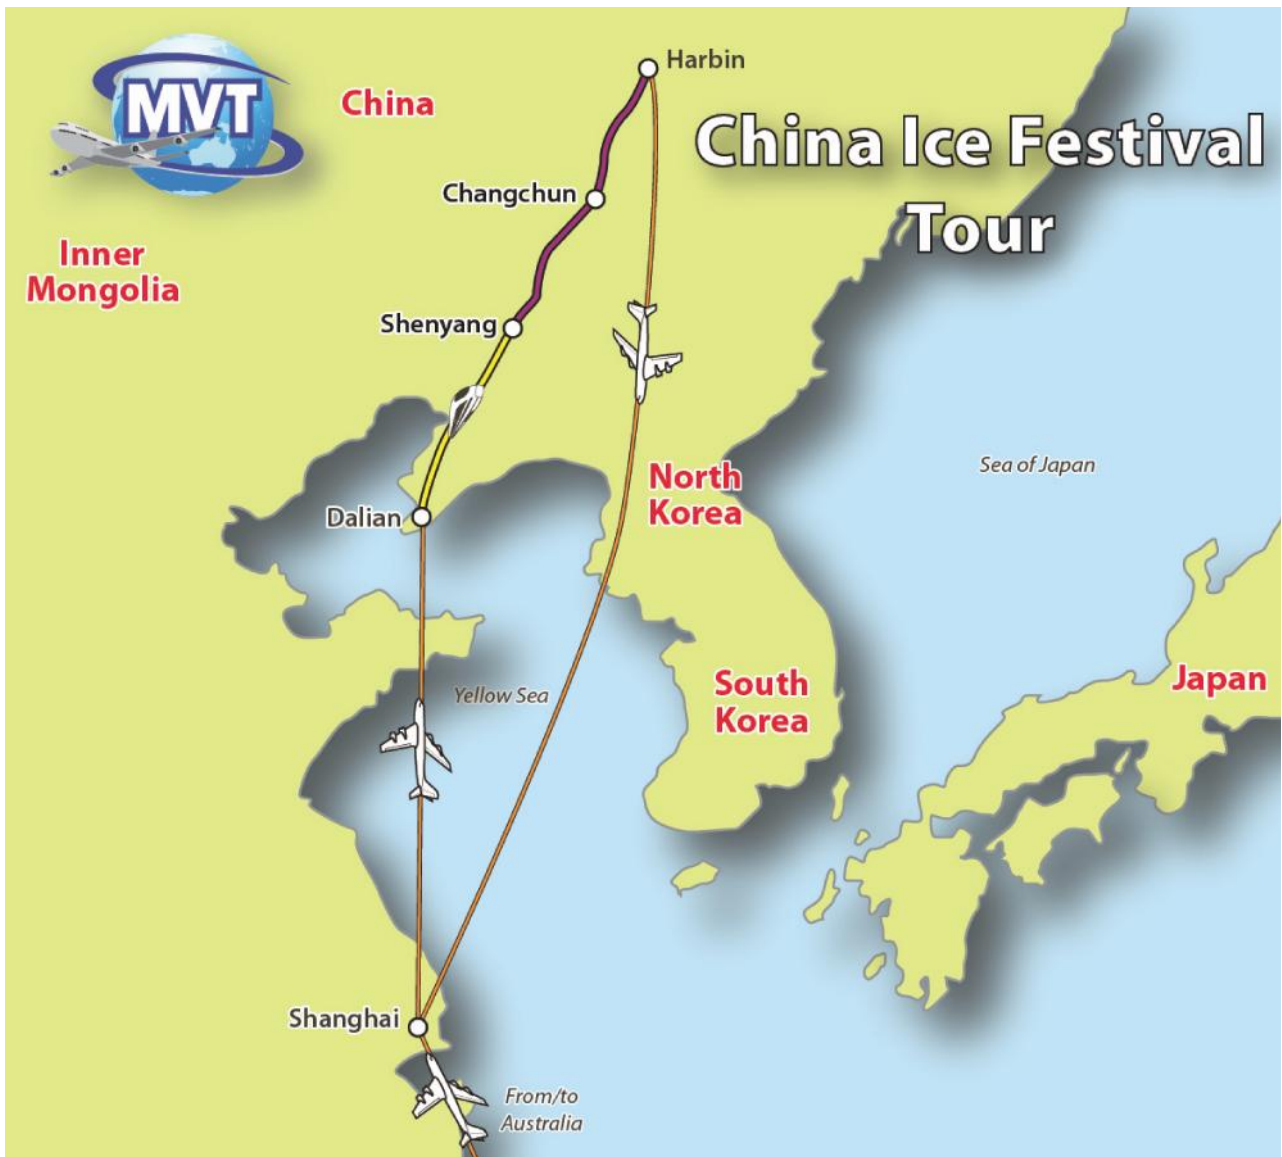 MVT
China
Harbin
China Ice Festival
Tour
Changchun
Inner
Mongolia
Shenyang
Sea of Japan
North
Korea
Dalian
Yellow Sea
South
Korea
Japan
Shanghai
From/to
Australia